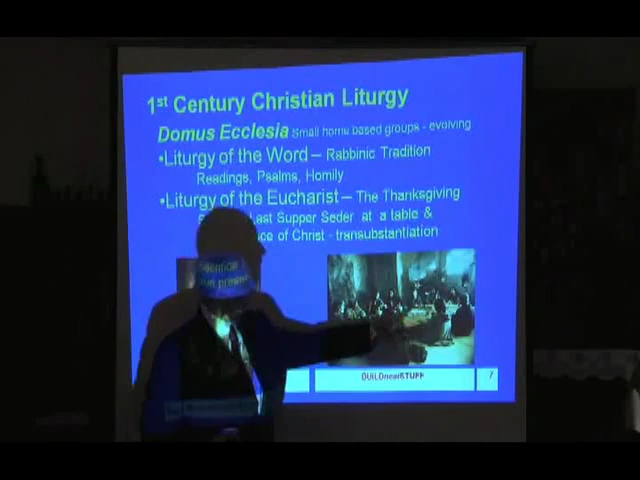 1st Century Christian Liturgy
Domus Ecclesia Small home based groups - evolving
•Liturgy of the Word – Rabbinic Tradition
Readings, Psalms, Homily
•Liturgy of the Eucharist – The Thanksgiving
Last Supper Seder at a table &
of Christ - transubstantiation
Sacrifice
BUILDnewSTUFF 7